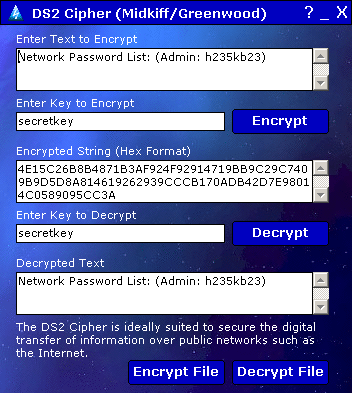 DS2 Cipher (Midkiff/Greenwood) ? _ X
Enter Text to Encrypt
Network Password List: (Admin: h235kb23)
Enter Key to Encrypt
secretkey
Encrypt
Encrypted String (Hex Format)
4E15C26B8B4871B3AF924F92914719BB9C29C740
9B9D5D8A814619262939CCCB170ADB42D7E9801
4C0589095CC3A
Enter Key to Decrypt
secretkey
Decrypt
Decrypted Text
Network Password List: (Admin: h235kb23)
The DS2 Cipher is ideally suited to secure the digital
transfer of information over public networks such as
the Internet.
Encrypt File Decrypt File